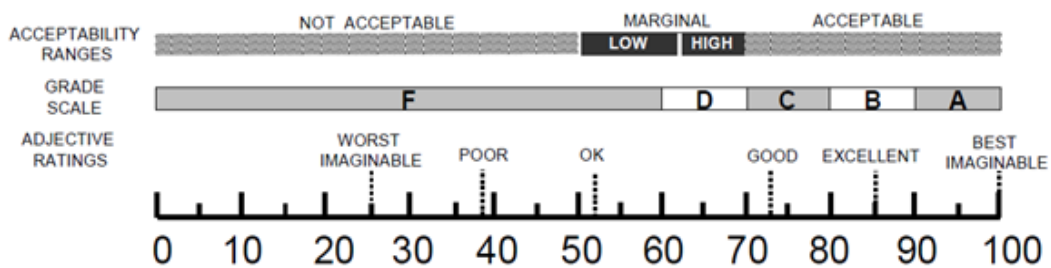 NOT ACCEPTABLE MARGINAL ACCEPTABLE
ACCEPTABILITY
RANGES
LOW HIGH
GRADE
SCALE
F D C B A
ADJECTIVE
RATINGS
WORST
IMAGINABLE
POOR
OK
GOOD
EXCELLENT
BEST
IMAGINABLE
0 10 20 30 40 50 60 70 80 90 100